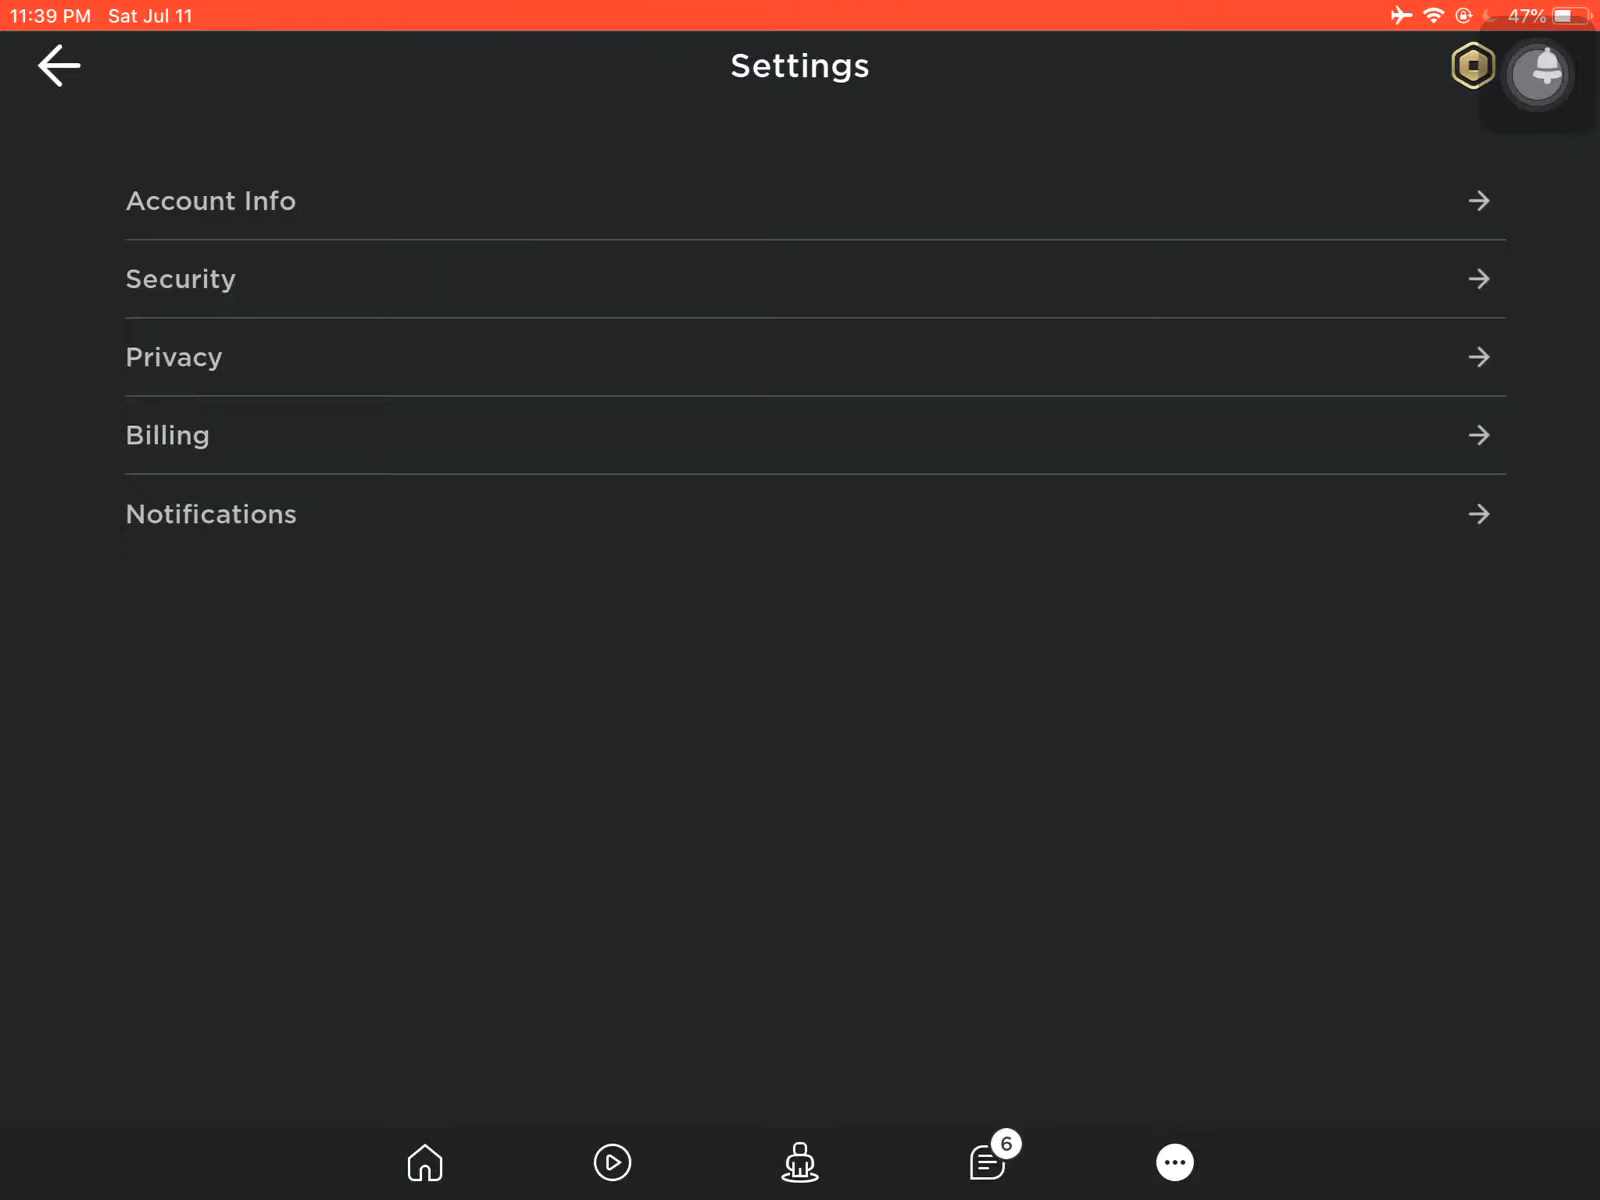 11:39 PM Sat Jul 11 47%
Settings
Account Info
Security
Privacy
Billing
Notifications
6